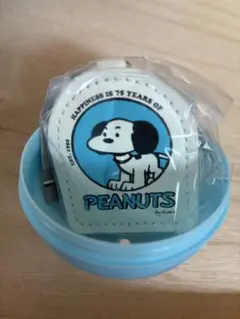 HAPPINESS IS 75 YEARS OF
EST. 1950
PEANUTS